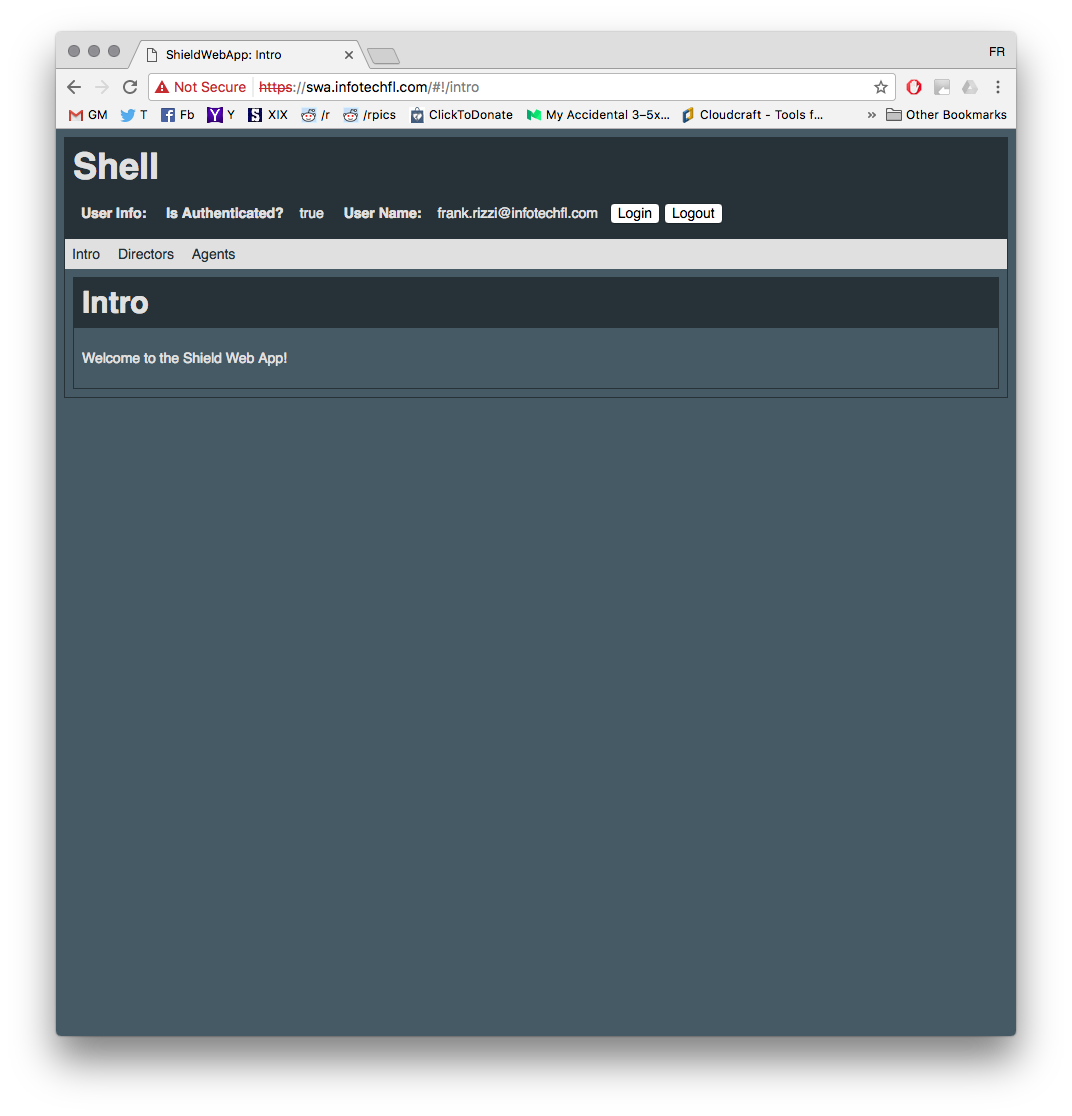 ShieldWebApp: Intro
FR
Not Secure https://swa.infotechfl.com/#!/intro
GM T Fb Y Y XIX /r /rpics ClickToDonate My Accidental 3–5x... Cloudcraft - Tools f... » Other Bookmarks
Shell
User Info: Is Authenticated? true User Name: frank.rizzi@infotechfl.com Login Logout
Intro Directors Agents
Intro
Welcome to the Shield Web App!